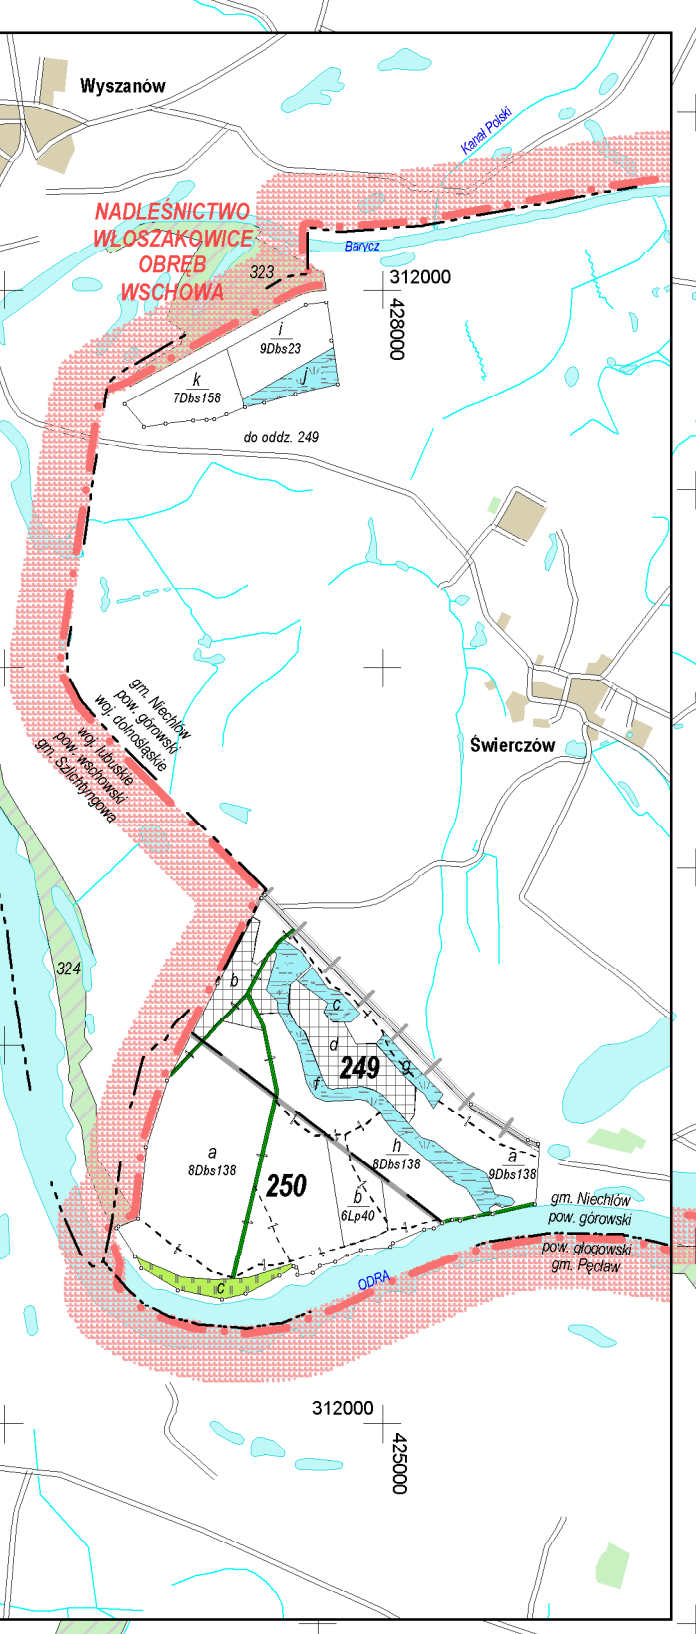 Wyszanów
Kanał Polski
NADLEŚNICTWO
WŁOSZAKOWICE
OBRĘB
WSCHOWA
Barycz
323
312000
428000
i
9Dbs23
k
7Dbs158
j
do oddz. 249
gm. Niechlów
pow. górowski
woj. dolnośląskie
woj. lubuskie
pow. wschowski
gm. Szlichtyngowa
Świerczów
324
b
c
d
249
g
f
a
8Dbs138
h
8Dbs138
a
9Dbs138
250
b
6Lp40
gm. Niechlów
pow. górowski
pow. głogowski
gm. Pęcław
c
ODRA
312000
425000